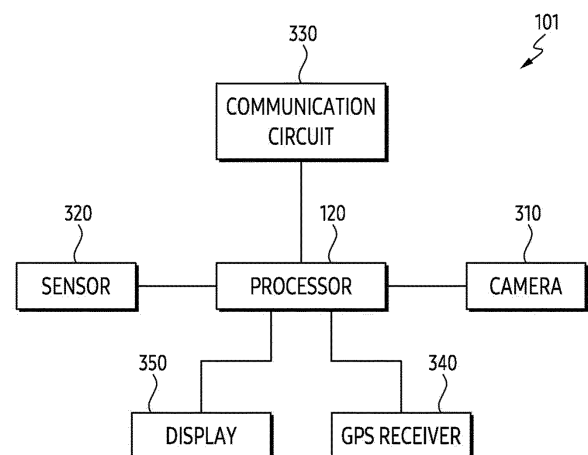 101
330
COMMUNICATION
CIRCUIT
320
120
310
SENSOR
PROCESSOR
CAMERA
350
340
DISPLAY
GPS RECEIVER